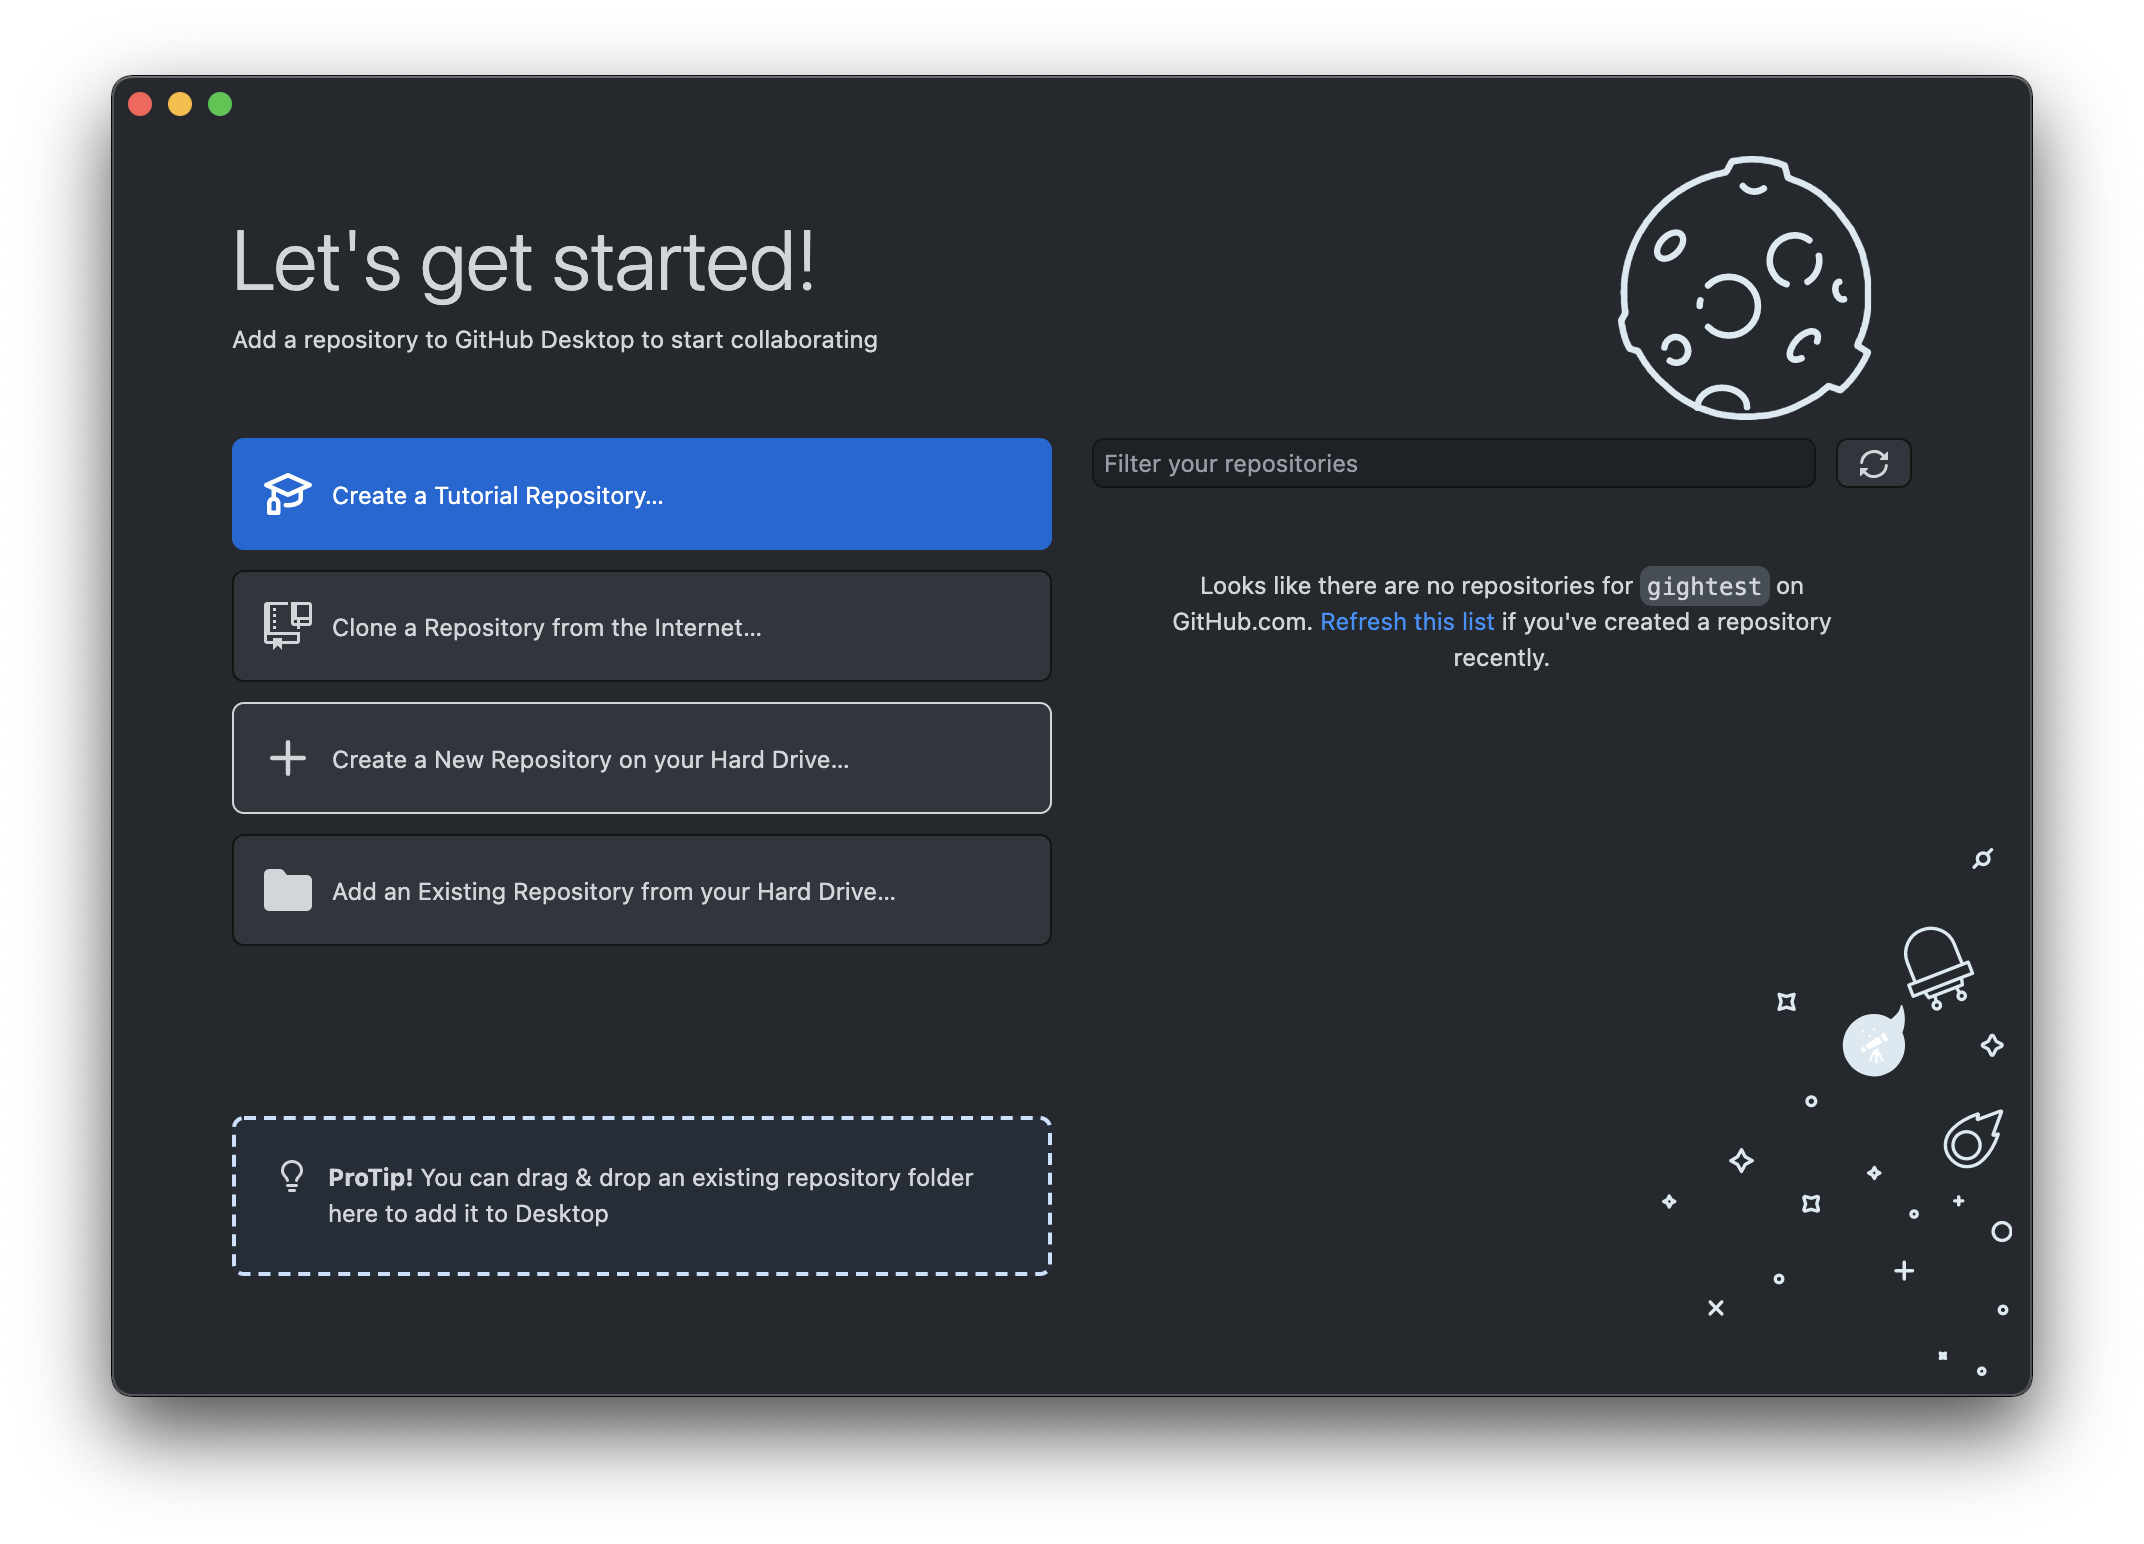 Let's get started!
Add a repository to GitHub Desktop to start collaborating
Create a Tutorial Repository...
Clone a Repository from the Internet...
Create a New Repository on your Hard Drive...
Add an Existing Repository from your Hard Drive...
ProTip! You can drag & drop an existing repository folder
here to add it to Desktop
Filter your repositories
Looks like there are no repositories for gightest on
GitHub.com. Refresh this list if you've created a repository
recently.